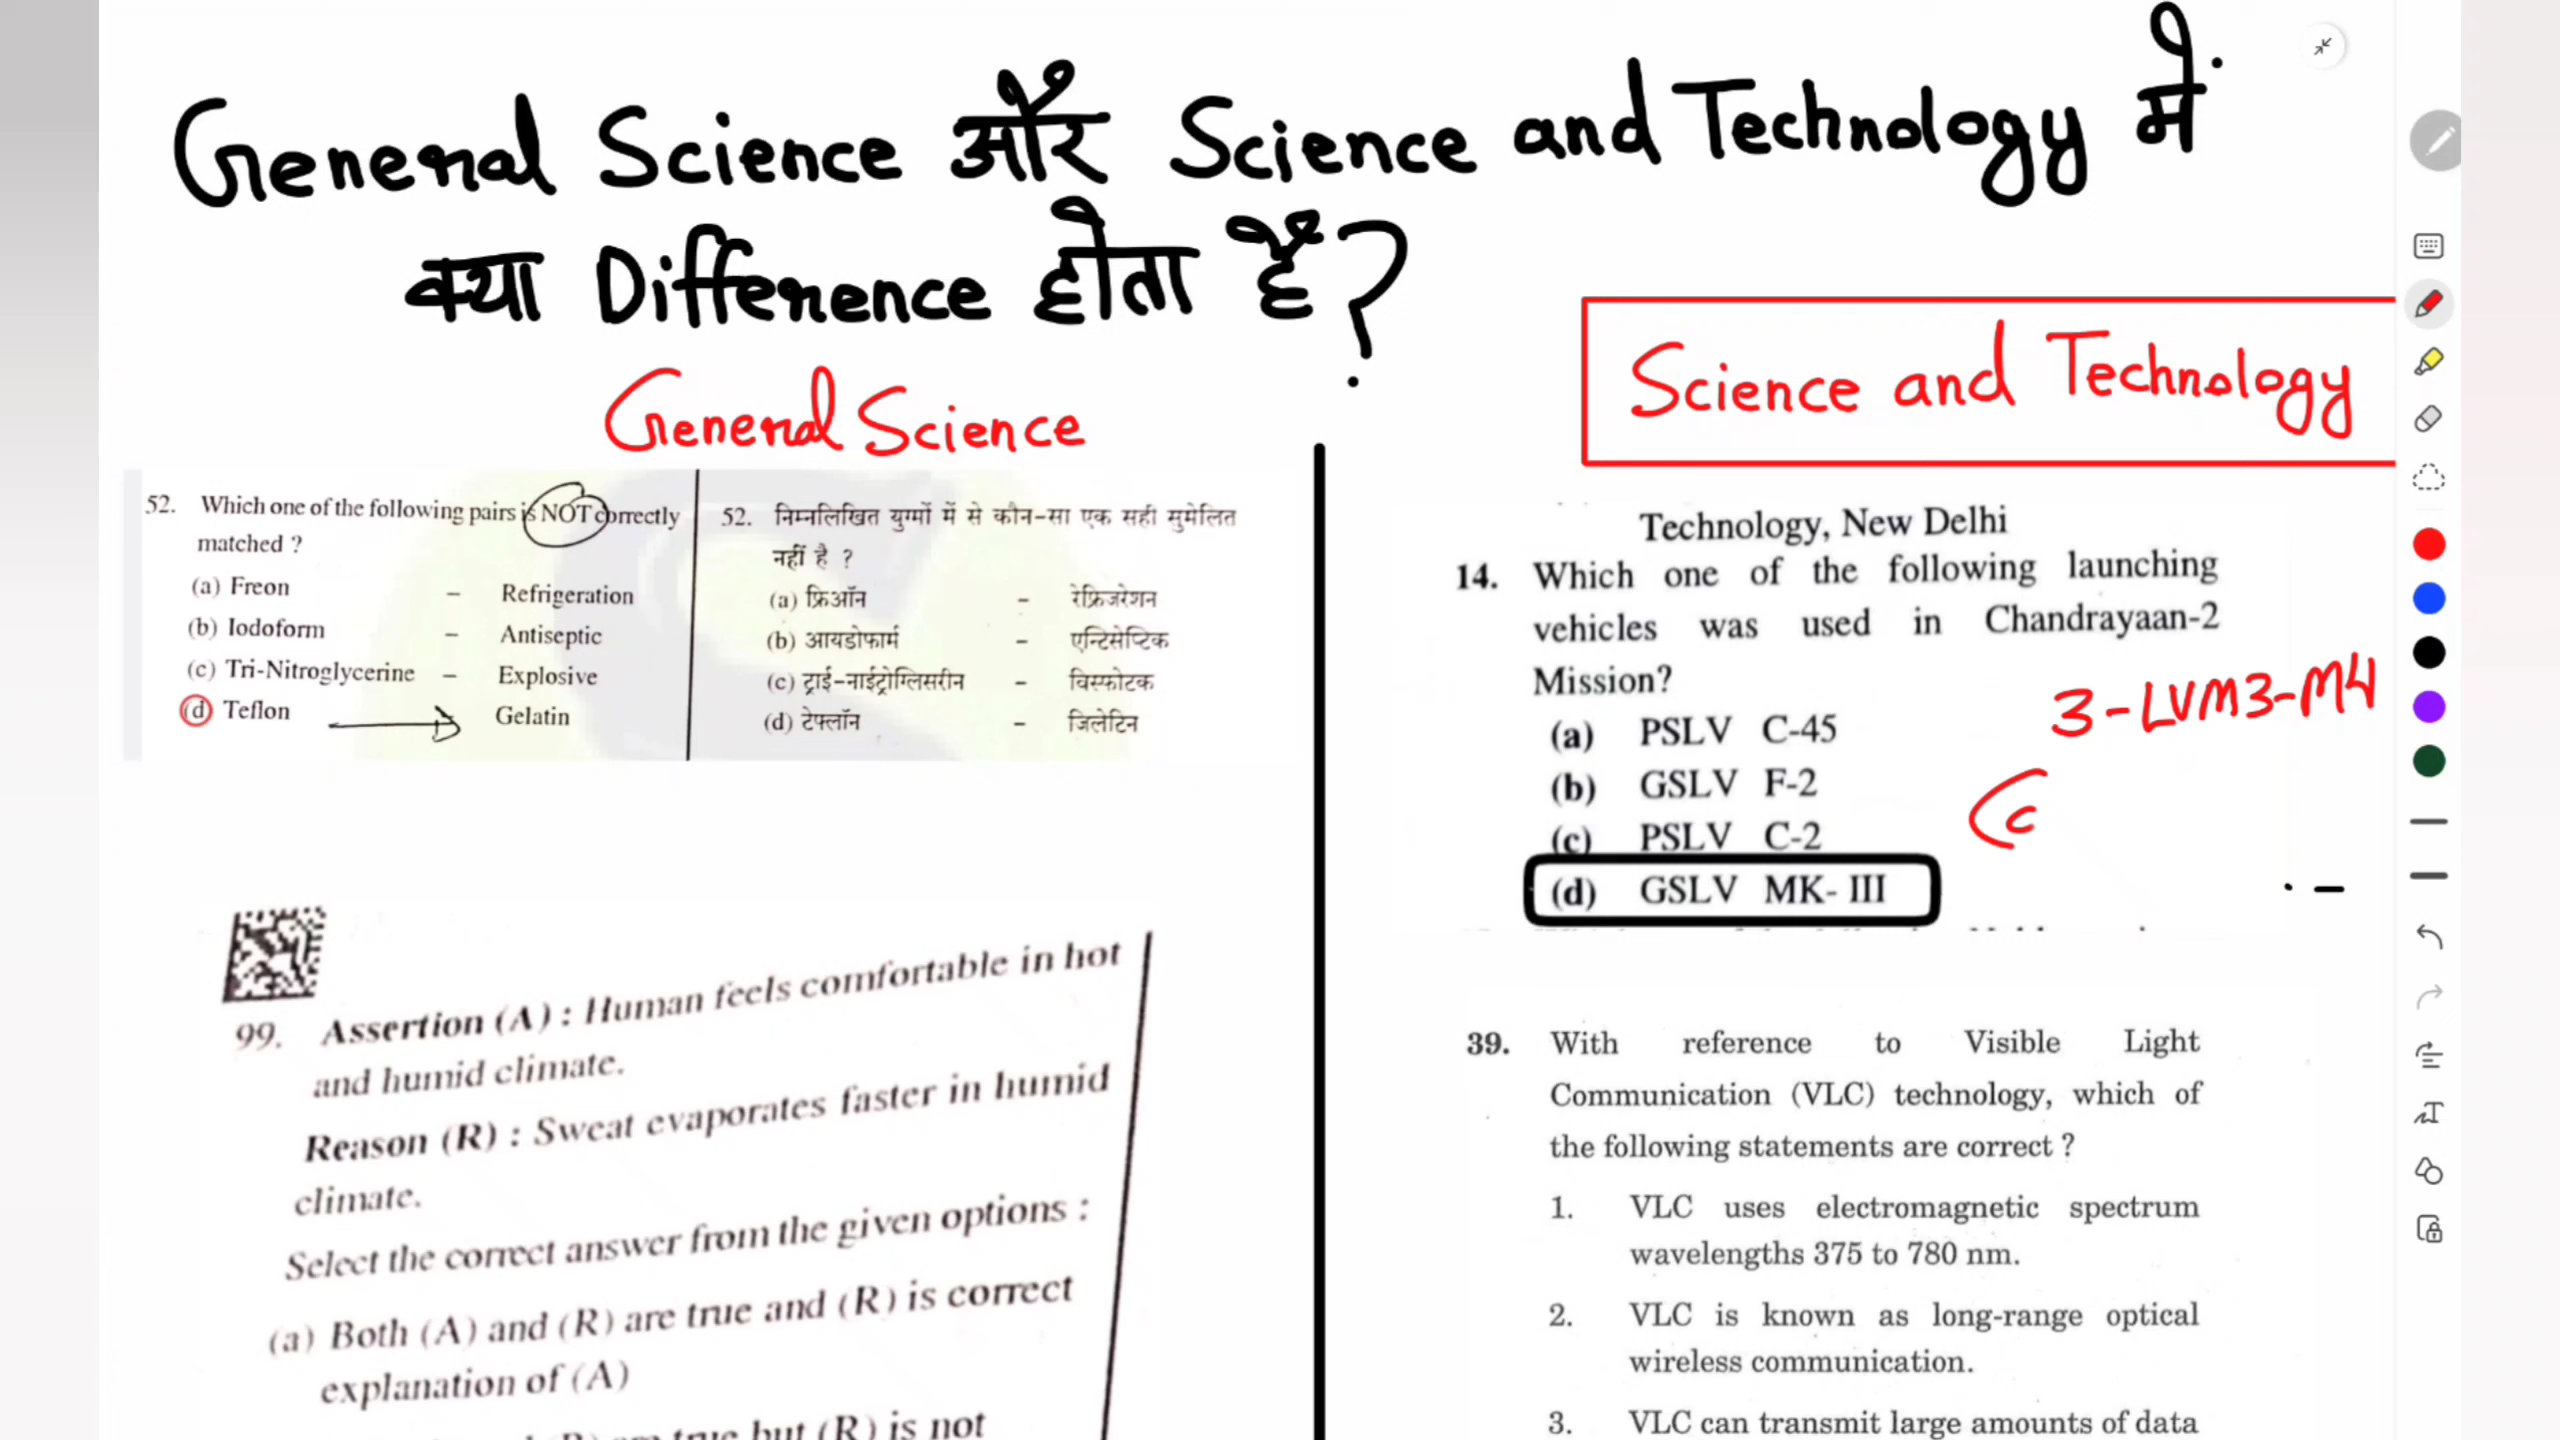 General Science और Science and Technology में
क्या Difference होता है?
General Science
52. Which one of the following pairs is NOT correctly
matched ?
(a) Freon – Refrigeration
(b) Iodoform – Antiseptic
(c) Tri-Nitroglycerine – Explosive
(d) Teflon Gelatin
52. निम्नलिखित युग्मों में से कौन-सा एक सही सुमेलित
नहीं है ?
(a) फ्रिऑन – रेफ्रिजरेशन
(b) आयडोफार्म – एन्टिसेप्टिक
(c) ट्राई-नाईट्रोग्लिसरीन – विस्फोटक
(d) टेफ्लॉन – जिलेटिन
99. Assertion (A) : Human feels comfortable in hot
and humid climate.
Reason (R) : Sweat evaporates faster in humid
climate.
Select the correct answer from the given options :
(a) Both (A) and (R) are true and (R) is correct
explanation of (A)
true but (R) is not
Science and Technology
Technology, New Delhi
14. Which one of the following launching
vehicles was used in Chandrayaan-2
Mission?
3-LVM3-M4
(a) PSLV C-45
(b) GSLV F-2
(c) PSLV C-2
(c
(d) GSLV MK- III
39. With reference to Visible Light
Communication (VLC) technology, which of
the following statements are correct ?
1. VLC uses electromagnetic spectrum
wavelengths 375 to 780 nm.
2. VLC is known as long-range optical
wireless communication.
3. VLC can transmit large amounts of data